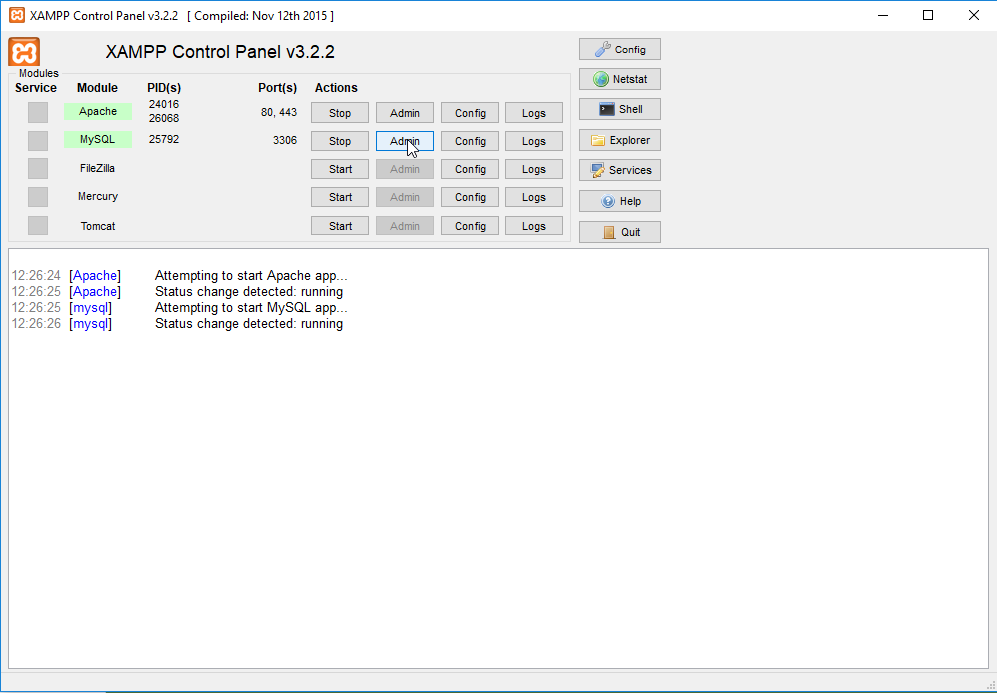 XAMPP Control Panel v3.2.2 [ Compiled: Nov 12th 2015 ]
XAMPP Control Panel v3.2.2
Config
Modules
Netstat
Service Module PID(s) Port(s) Actions
Apache 24016 26068 80, 443 Stop Admin Config Logs
Shell
MySQL 25792 3306 Stop Admin Config Logs
Explorer
FileZilla Start Admin Config Logs
Services
Mercury Start Admin Config Logs
Help
Tomcat Start Admin Config Logs
Quit
12:26:24 [Apache] Attempting to start Apache app...
12:26:25 [Apache] Status change detected: running
12:26:25 [mysql] Attempting to start MySQL app...
12:26:26 [mysql] Status change detected: running